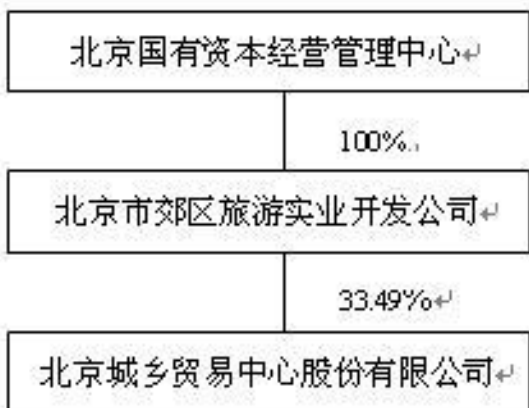 北京国有资本经营管理中心
100%
北京市郊区旅游实业开发公司
33.49%
北京城乡贸易中心股份有限公司